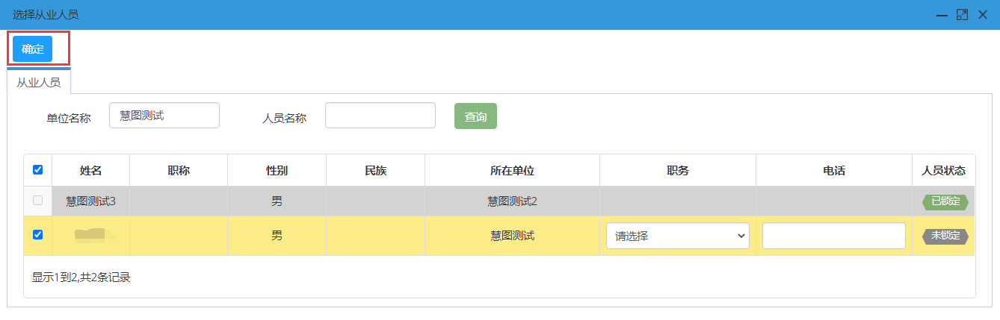 选择从业人员
确定
从业人员
单位名称 慧图测试 人员名称 查询
姓名 职称 性别 民族 所在单位 职务 电话 人员状态
慧图测试3 男 慧图测试2 已锁定
男 慧图测试 请选择 未锁定
显示1到2,共2条记录